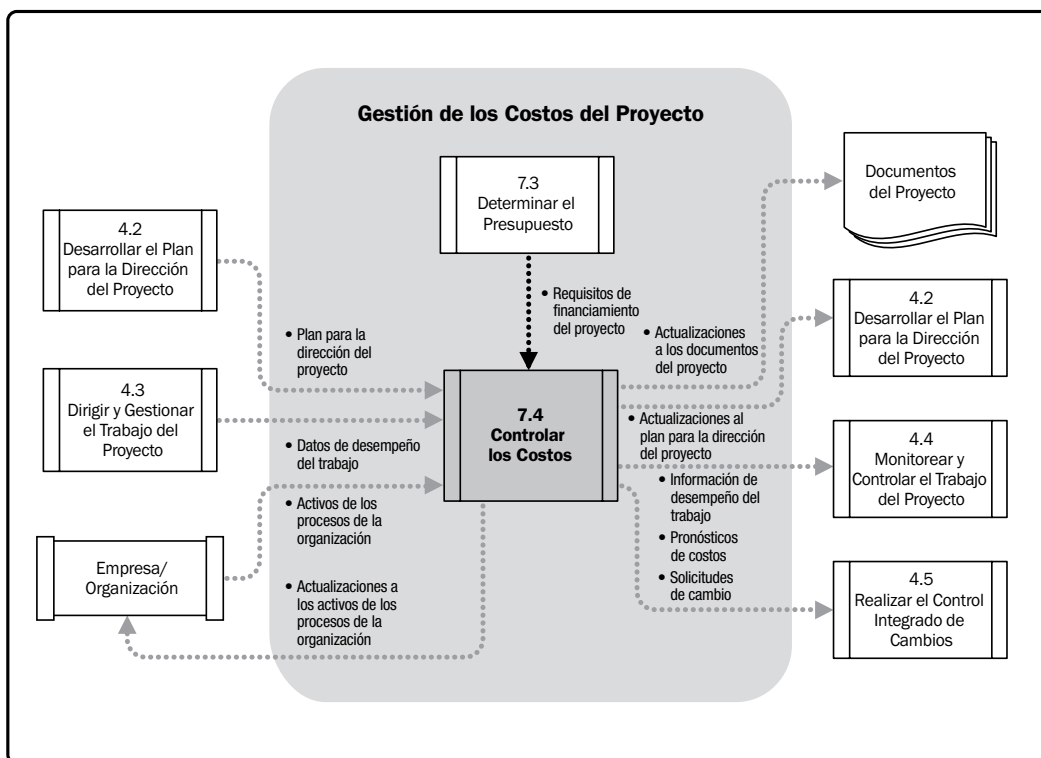 Gestión de los Costos del Proyecto
7.3
Determinar el
Presupuesto
Documentos
del Proyecto
4.2
Desarrollar el Plan
para la Dirección
del Proyecto
• Requisitos de
financiamiento
del proyecto
4.2
Desarrollar el Plan
para la Dirección
del Proyecto
• Plan para la
dirección del
proyecto
• Actualizaciones
a los documentos
del proyecto
4.3
Dirigir y Gestionar
el Trabajo del
Proyecto
7.4
Controlar
los Costos
• Actualizaciones al
plan para la dirección
del proyecto
• Datos de desempeño
del trabajo
4.4
Monitorear y
Controlar el Trabajo
del Proyecto
• Información de
desempeño del
trabajo
• Activos de los
procesos de la
organización
• Pronósticos
de costos
Empresa/
Organización
• Actualizaciones a
los activos de los
procesos de la
organización
• Solicitudes
de cambio
4.5
Realizar el Control
Integrado de
Cambios